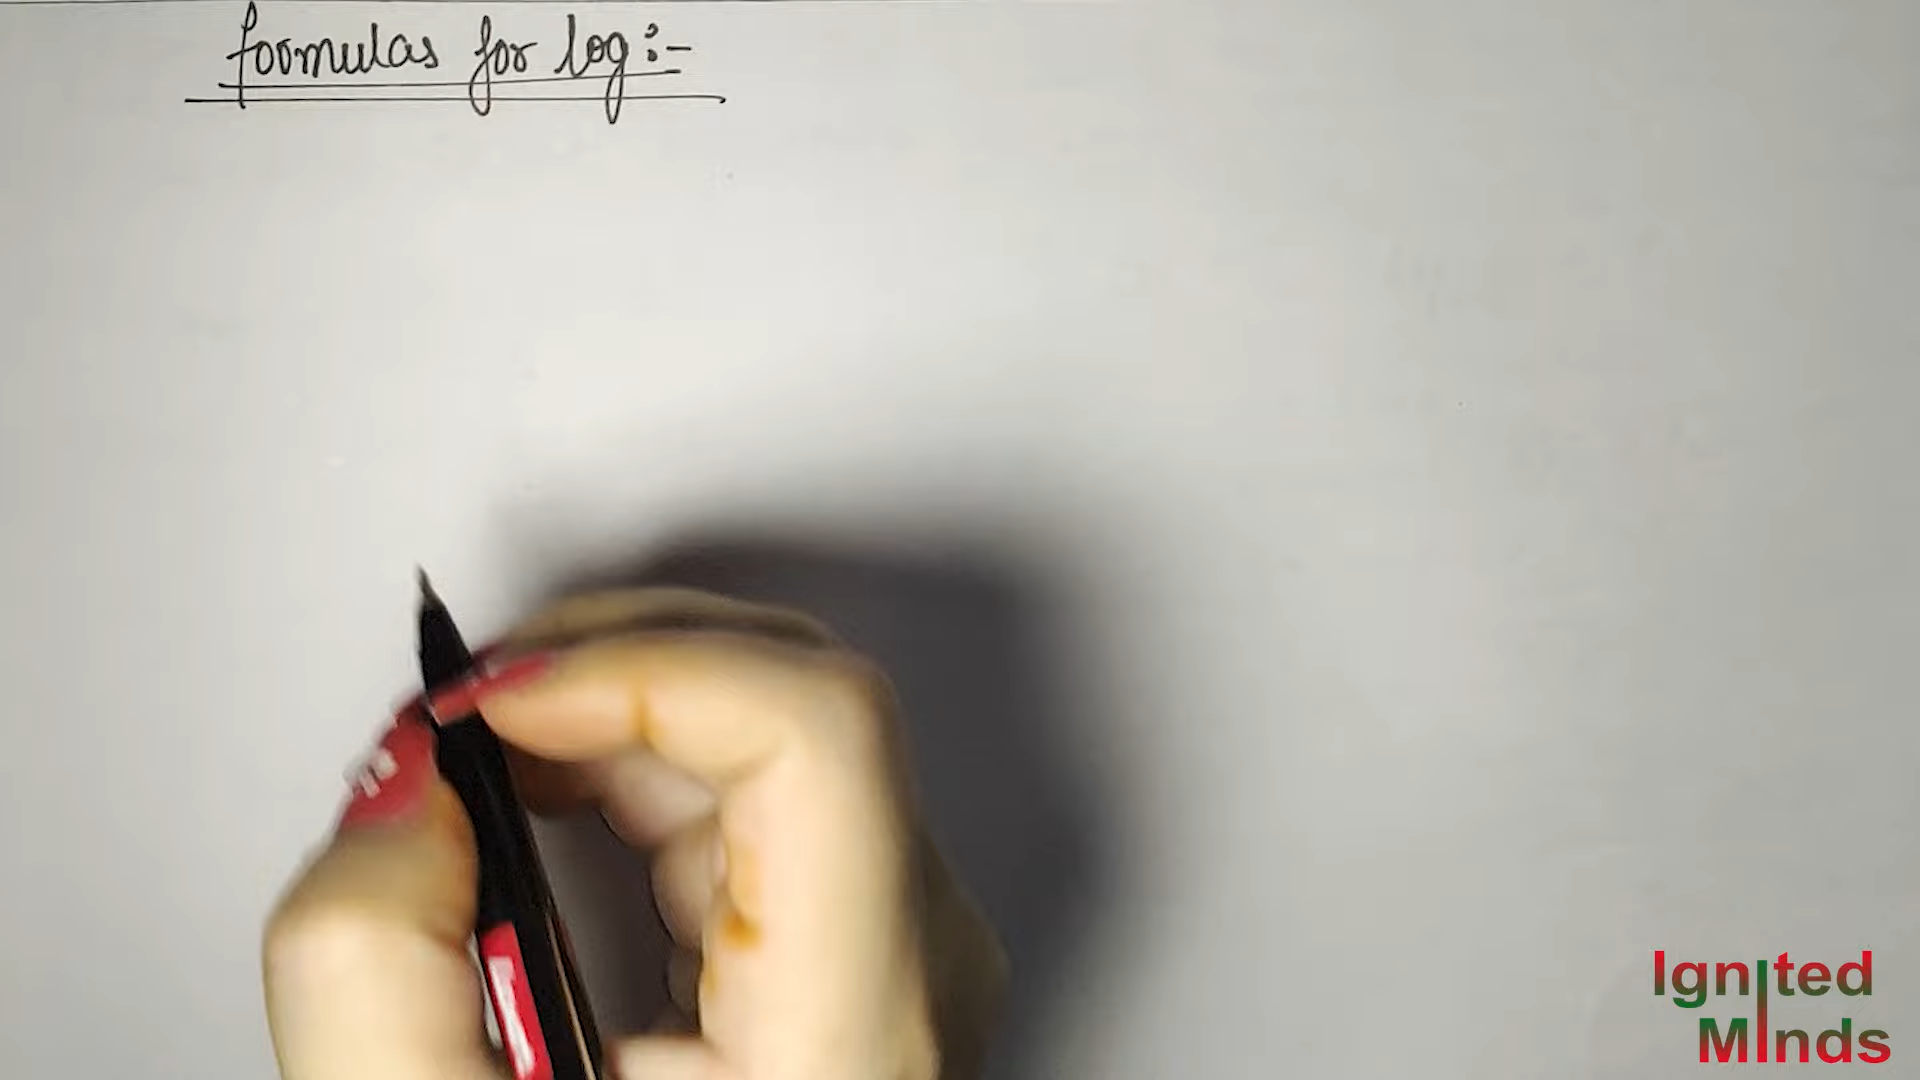 formulas for log :-
Ignited
Minds